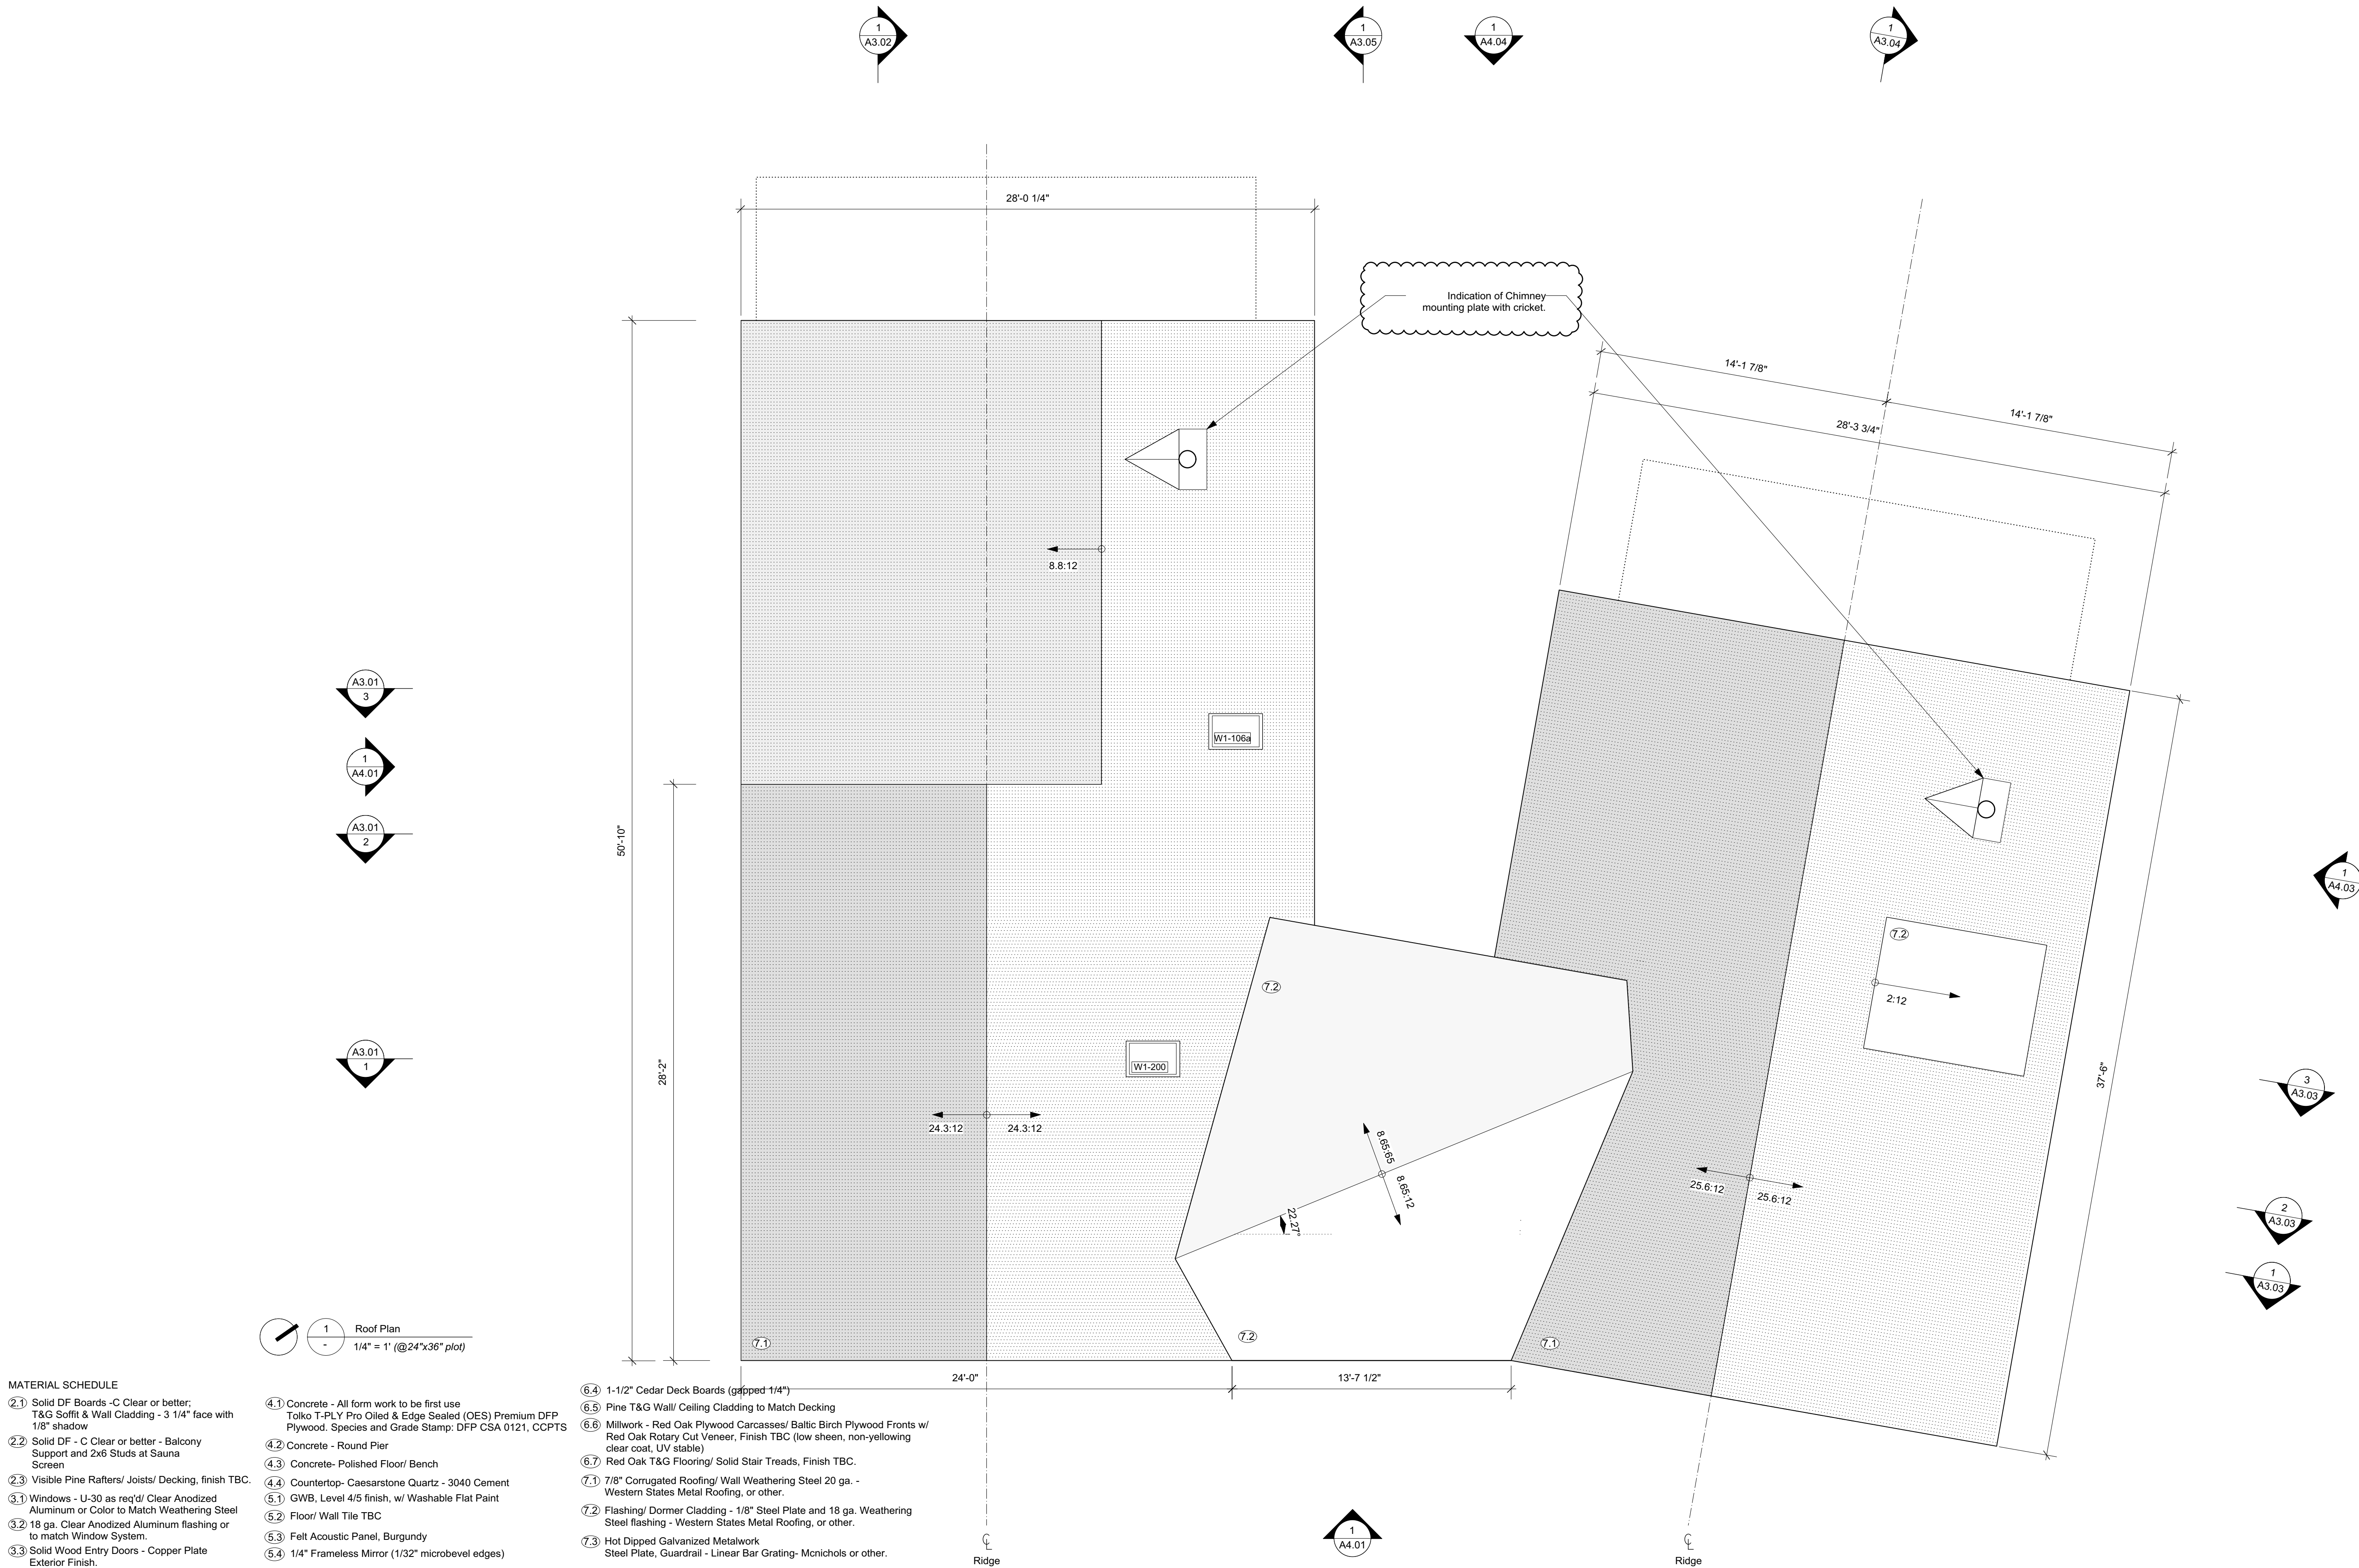 1
A3.02
1
A3.05
1
A4.04
1
A3.04
28'-0 1/4"
Indication of Chimney
mounting plate with cricket.
14'-1 7/8"
14'-1 7/8"
28'-3 3/4"
8.8:12
A3.01
3
W1-106a
1
A4.01
A3.01
2
50'-10"
1
A4.03
7.2
7.2
2:12
A3.01
1
28'-2"
W1-200
37'-6"
3
A3.03
24.3:12
24.3:12
8.65:65
8.65:12
25.6:12
25.6:12
22.27°
2
A3.03
1
A3.03
7.1
7.2
7.1
1
-
Roof Plan
1/4" = 1' (@24"x36" plot)
24'-0"
13'-7 1/2"
MATERIAL SCHEDULE
2.1 Solid DF Boards -C Clear or better;
T&G Soffit & Wall Cladding - 3 1/4" face with
1/8" shadow
2.2 Solid DF - C Clear or better - Balcony
Support and 2x6 Studs at Sauna
Screen
2.3 Visible Pine Rafters/ Joists/ Decking, finish TBC.
3.1 Windows - U-30 as req'd/ Clear Anodized
Aluminum or Color to Match Weathering Steel
3.2 18 ga. Clear Anodized Aluminum flashing or
to match Window System.
3.3 Solid Wood Entry Doors - Copper Plate
Exterior Finish.
4.1 Concrete - All form work to be first use
Tolko T-PLY Pro Oiled & Edge Sealed (OES) Premium DFP
Plywood. Species and Grade Stamp: DFP CSA 0121, CCPTS
4.2 Concrete - Round Pier
4.3 Concrete- Polished Floor/ Bench
4.4 Countertop- Caesarstone Quartz - 3040 Cement
5.1 GWB, Level 4/5 finish, w/ Washable Flat Paint
5.2 Floor/ Wall Tile TBC
5.3 Felt Acoustic Panel, Burgundy
5.4 1/4" Frameless Mirror (1/32" microbevel edges)
6.4 1-1/2" Cedar Deck Boards (gapped 1/4")
6.5 Pine T&G Wall/ Ceiling Cladding to Match Decking
6.6 Millwork - Red Oak Plywood Carcasses/ Baltic Birch Plywood Fronts w/
Red Oak Rotary Cut Veneer, Finish TBC (low sheen, non-yellowing
clear coat, UV stable)
6.7 Red Oak T&G Flooring/ Solid Stair Treads, Finish TBC.
7.1 7/8" Corrugated Roofing/ Wall Weathering Steel 20 ga. -
Western States Metal Roofing, or other.
7.2 Flashing/ Dormer Cladding - 1/8" Steel Plate and 18 ga. Weathering
Steel flashing - Western States Metal Roofing, or other.
7.3 Hot Dipped Galvanized Metalwork
Steel Plate, Guardrail - Linear Bar Grating- Mcnichols or other.
CL
Ridge
1
A4.01
CL
Ridge